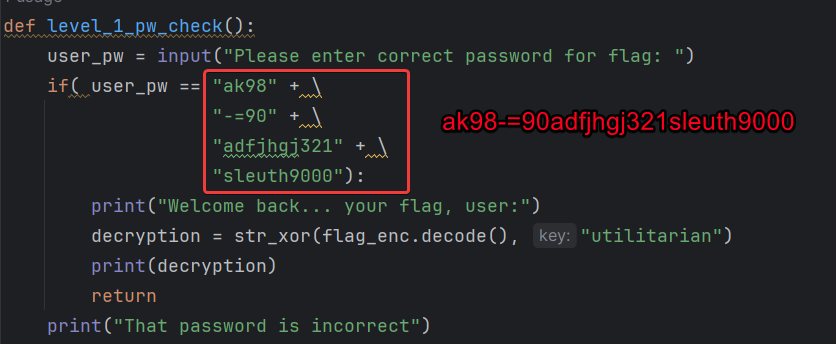 def level_1_pw_check():
user_pw = input("Please enter correct password for flag: ")
if( user_pw == "ak98" + \
"-=90" + \
"adfjhgj321" + \
"sleuth9000"):
ak98-=90adfjhgj321sleuth9000
print("Welcome back... your flag, user:")
decryption = str_xor(flag_enc.decode(), key: "utilitarian")
print(decryption)
return
print("That password is incorrect")